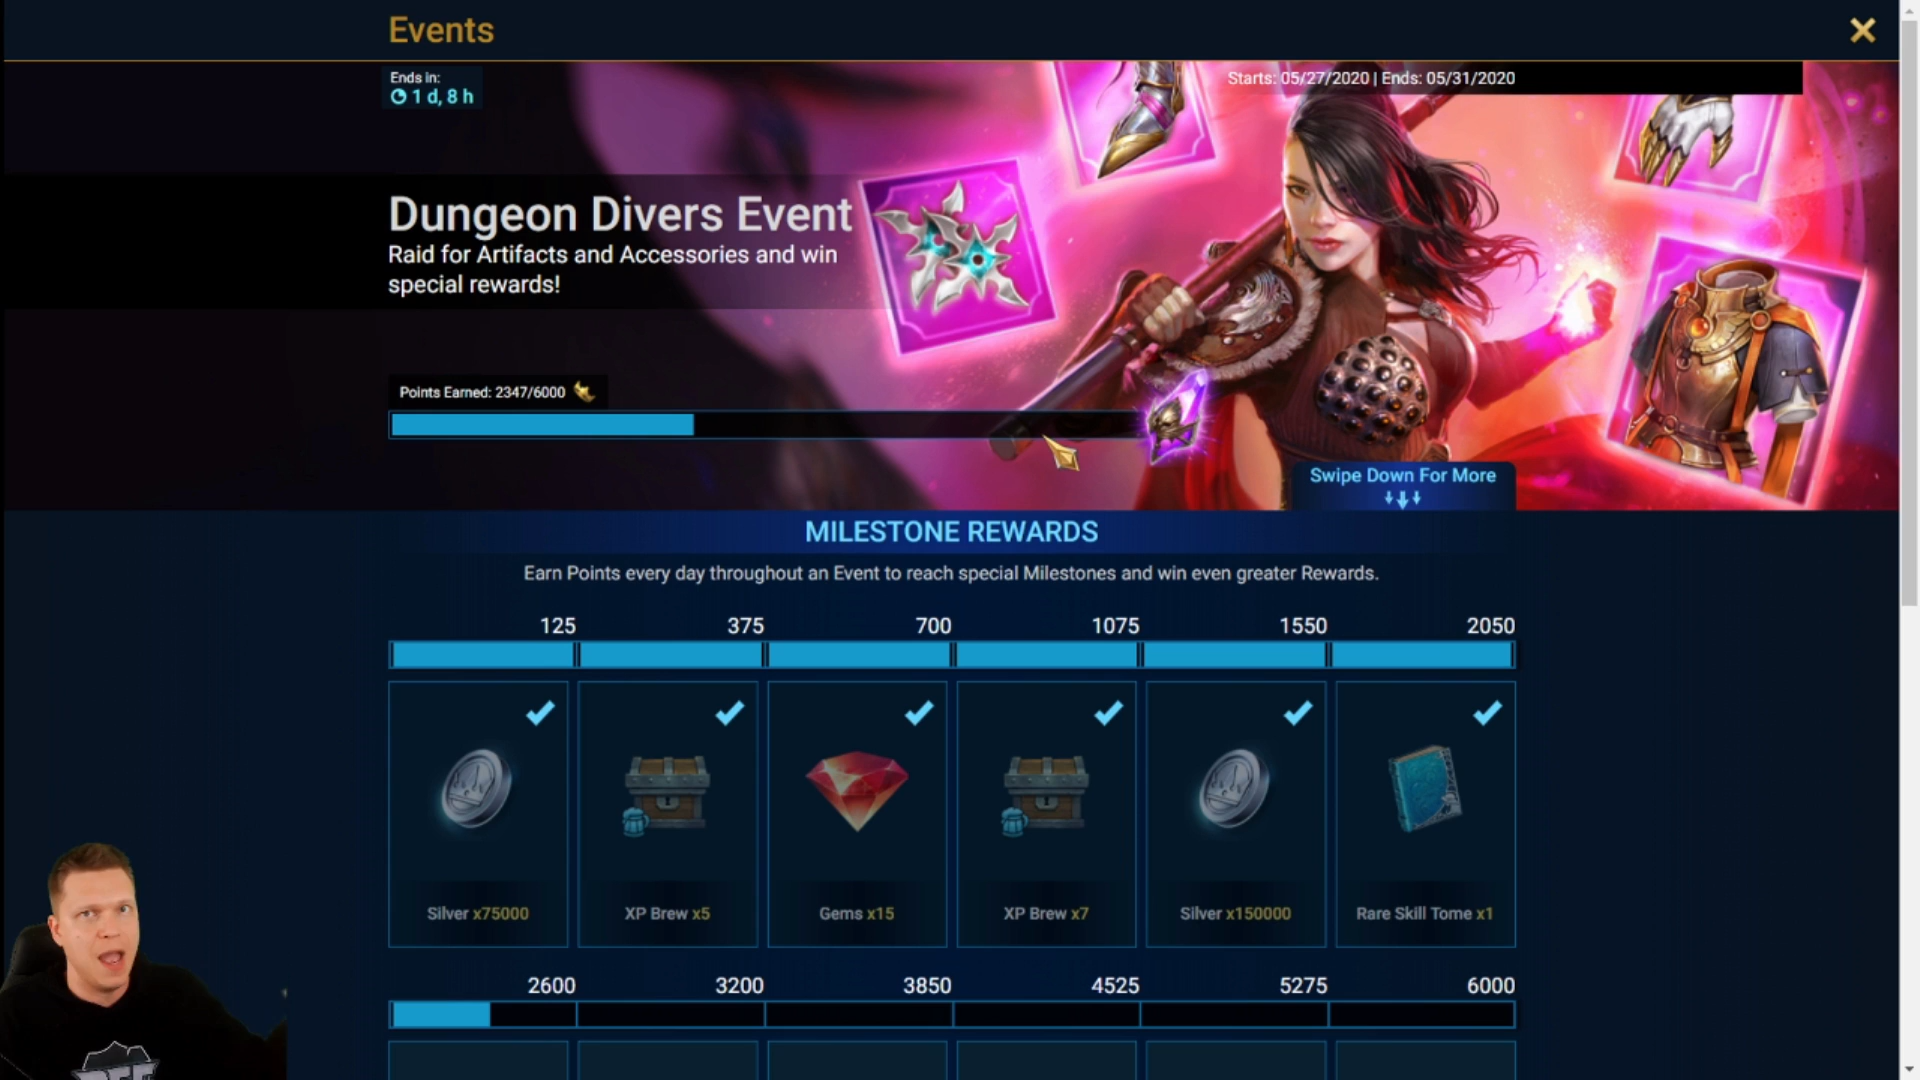 Events
Ends in:
1 d, 8 h
Starts: 05/27/2020 | Ends: 05/31/2020
Dungeon Divers Event
Raid for Artifacts and Accessories and win
special rewards!
Points Earned: 2347/6000
Swipe Down For More
MILESTONE REWARDS
Earn Points every day throughout an Event to reach special Milestones and win even greater Rewards.
125 375 700 1075 1550 2050
Silver x75000 XP Brew x5 Gems x15 XP Brew x7 Silver x150000 Rare Skill Tome x1
2600 3200 3850 4525 5275 6000